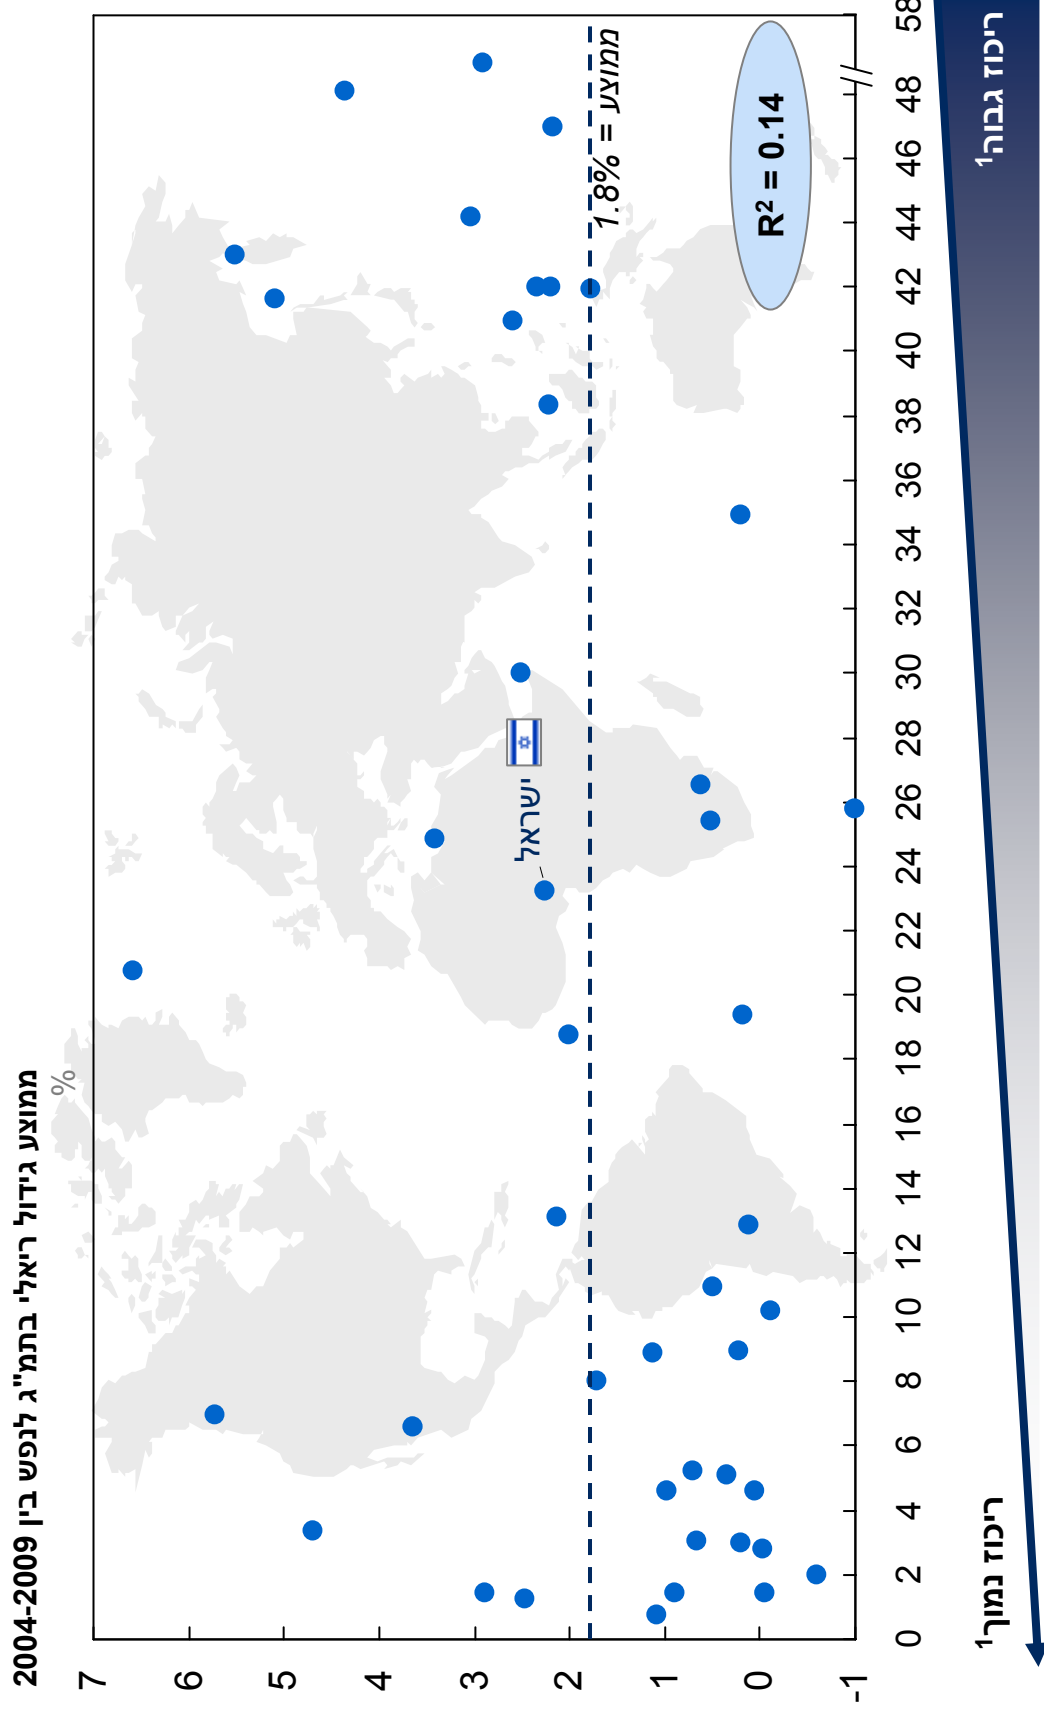 ממוצע גידול ריאלי בתמ"ג לנפש בין 2004-2009
%
7
6
5
4
3
2
1
0
-1
ממוצע = 1.8%
ישראל
R² = 0.14
0 2 4 6 8 10 12 14 16 18 20 22 24 26 28 30 32 34 36 38 40 42 44 46 48 58
ריכוז נמוך¹
ריכוז גבוה¹